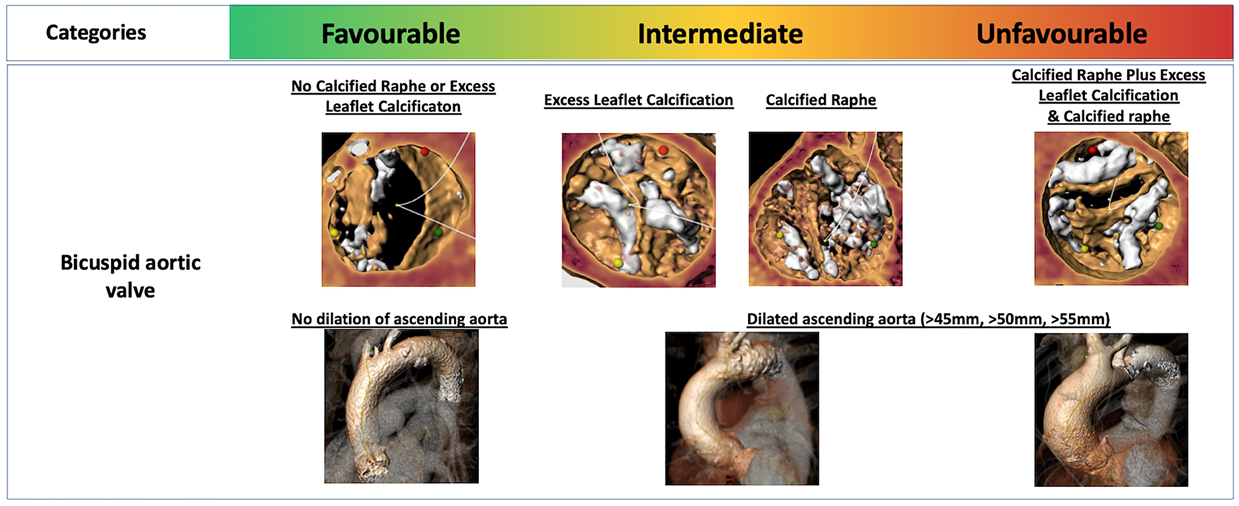 Categories
Favourable
Intermediate
Unfavourable
Bicuspid aortic
valve
No Calcified Raphe or Excess
Leaflet Calcificaton
Excess Leaflet Calcification
Calcified Raphe
Calcified Raphe Plus Excess
Leaflet Calcification
& Calcified raphe
No dilation of ascending aorta
Dilated ascending aorta (>45mm, >50mm, >55mm)